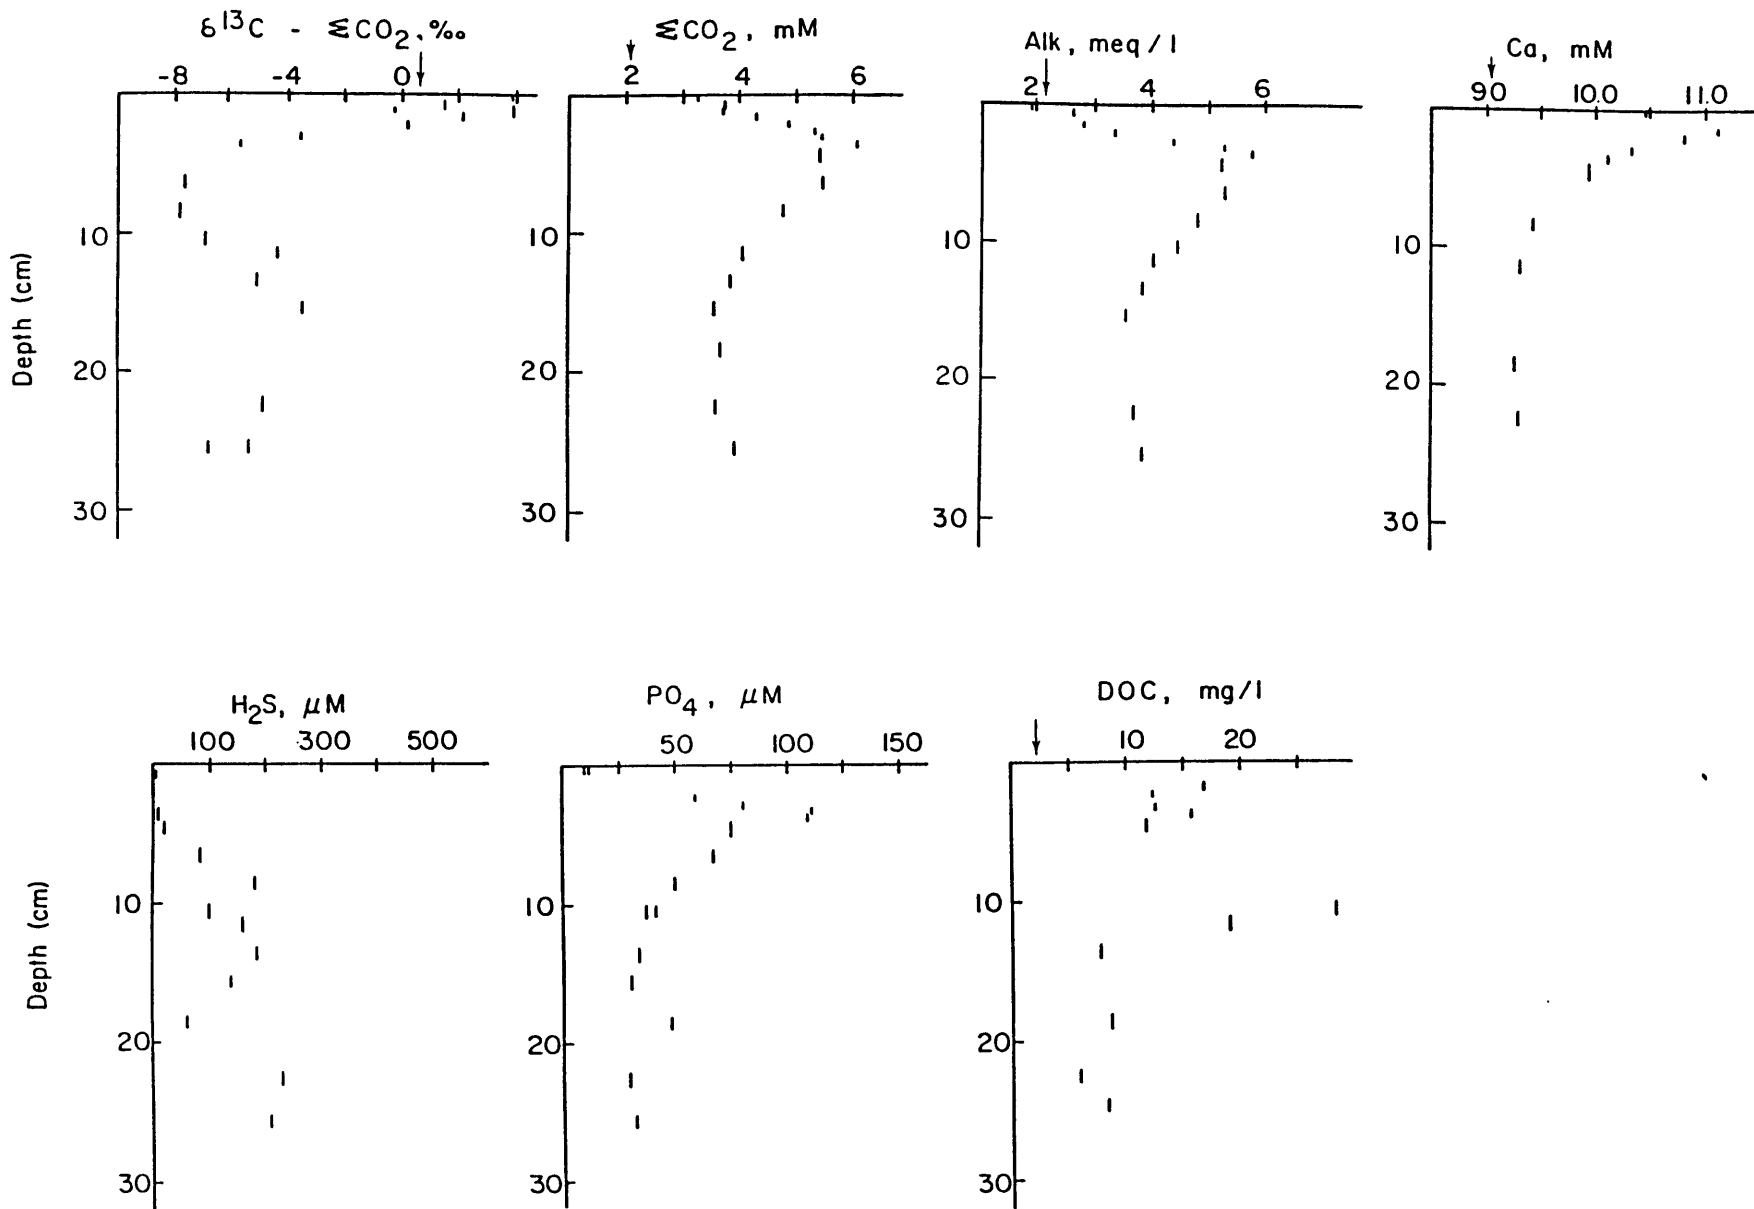 δ¹³C - ΣCO₂, ‰
-8 -4 0
ΣCO₂, mM
2 4 6
Alk, meq/l
2 4 6
Ca, mM
9.0 10.0 11.0
Depth (cm)
10
20
30
10
20
30
10
20
30
10
20
30
H₂S, μM
100 300 500
PO₄, μM
50 100 150
DOC, mg/l
10 20
Depth (cm)
10
20
30
10
20
30
10
20
30